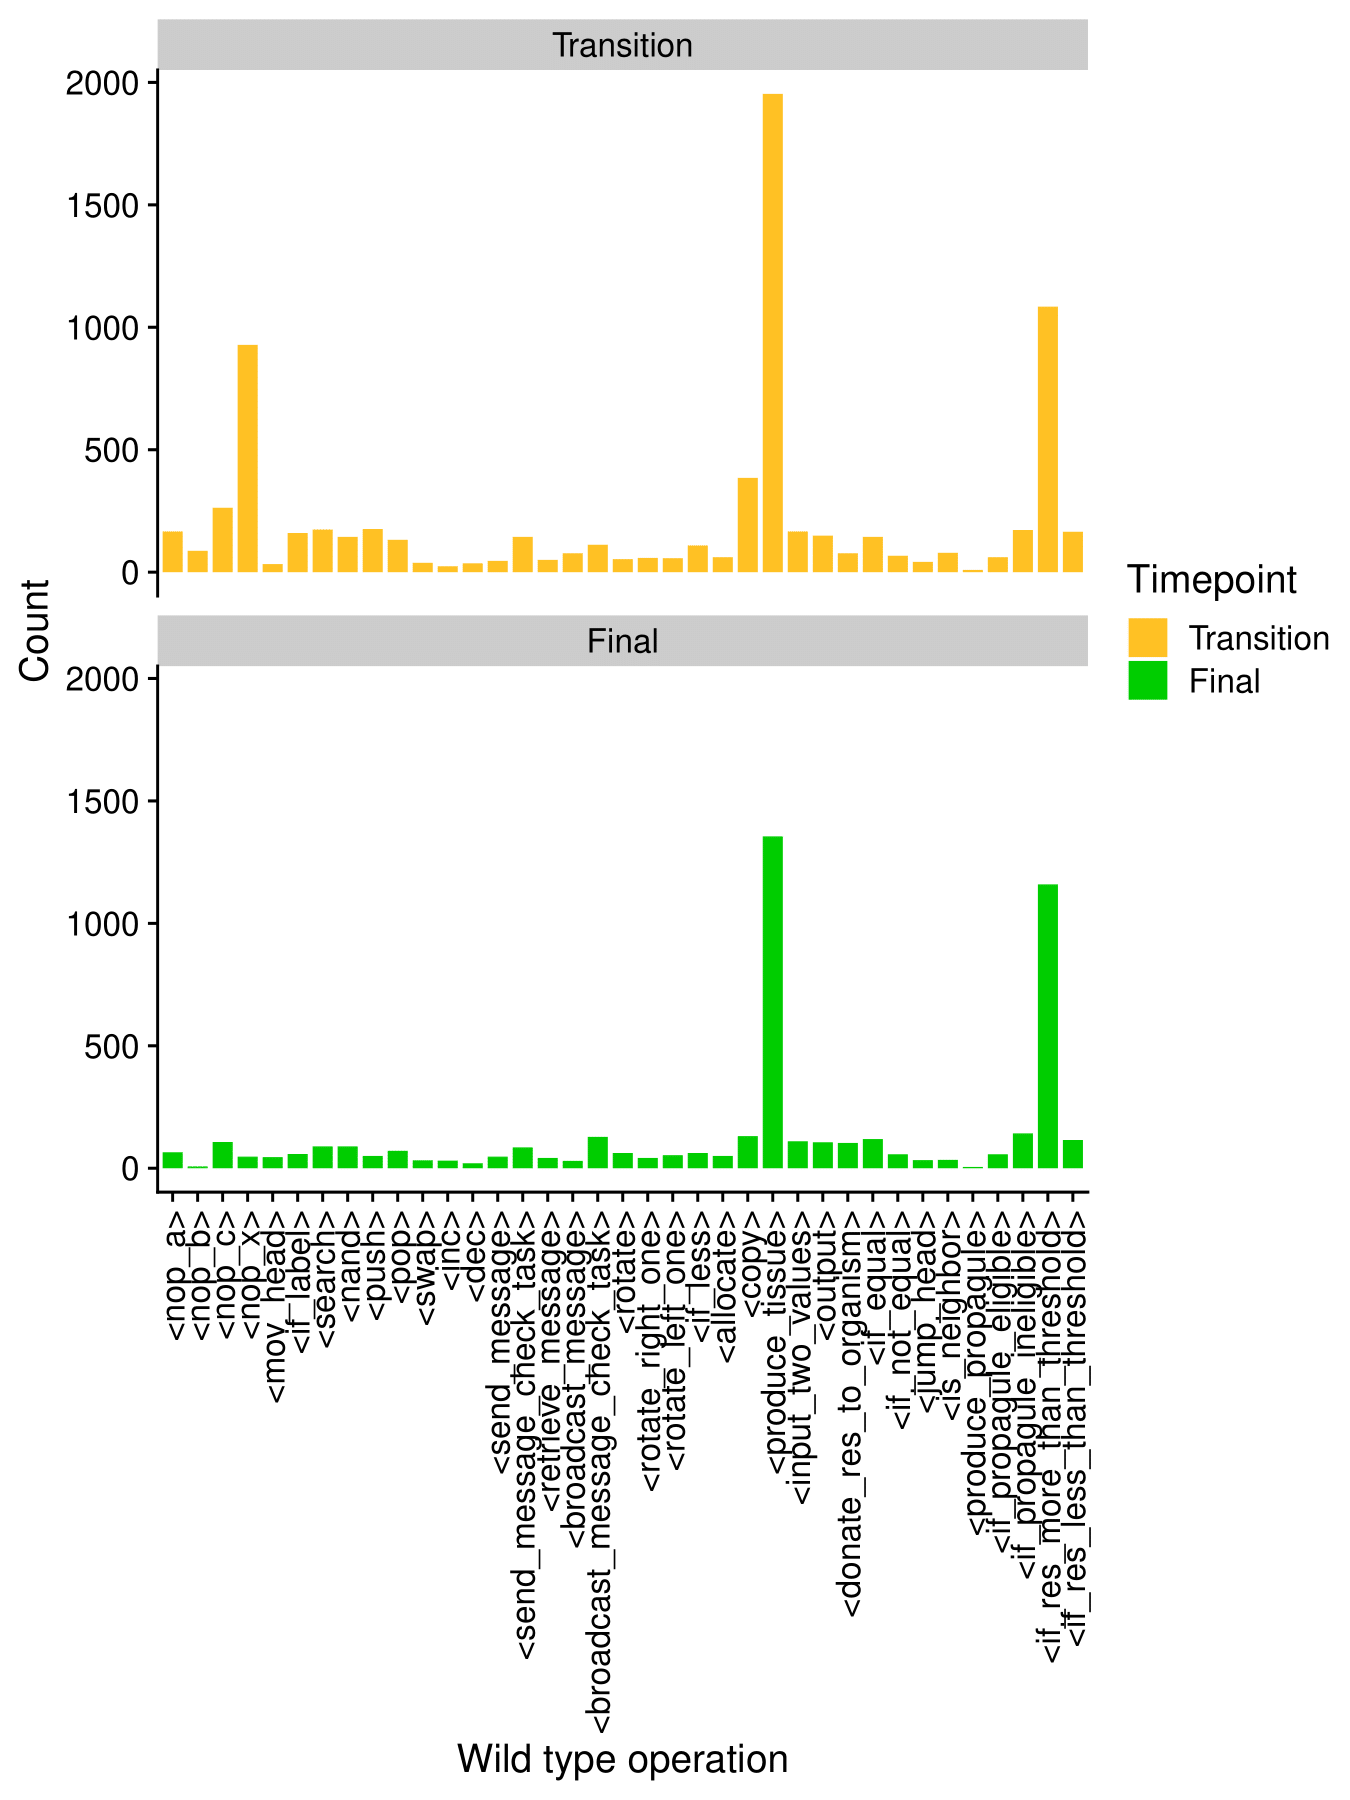 Transition
2000
1500
1000
500
0
Count
Final
2000
1500
1000
500
0
<nop_a>
<nop_b>
<nop_c>
<nop_x>
<mov_head>
<if_label>
<search>
<nand>
<push>
<pop>
<swap>
<inc>
<dec>
<send_message>
<send_message_check_task>
<retrieve_message>
<broadcast_message>
<broadcast_message_check_task>
<rotate>
<rotate_right_one>
<rotate_left_one>
<if_less>
<allocate>
<copy>
<produce_tissue>
<input_two_values>
<output>
<donate_res_to_organism>
<if_equal>
<if_not_equal>
<jump_head>
<is_neighbor>
<produce_propagule>
<if_propagule_eligible>
<if_propagule_ineligible>
<if_res_more_than_threshold>
<if_res_less_than_threshold>
Wild type operation
Timepoint
Transition
Final